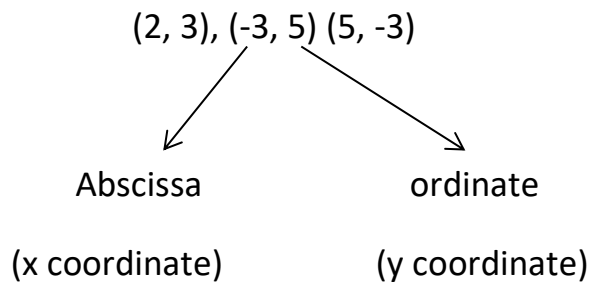 (2, 3), (-3, 5) (5, -3)
Abscissa ordinate
(x coordinate) (y coordinate)